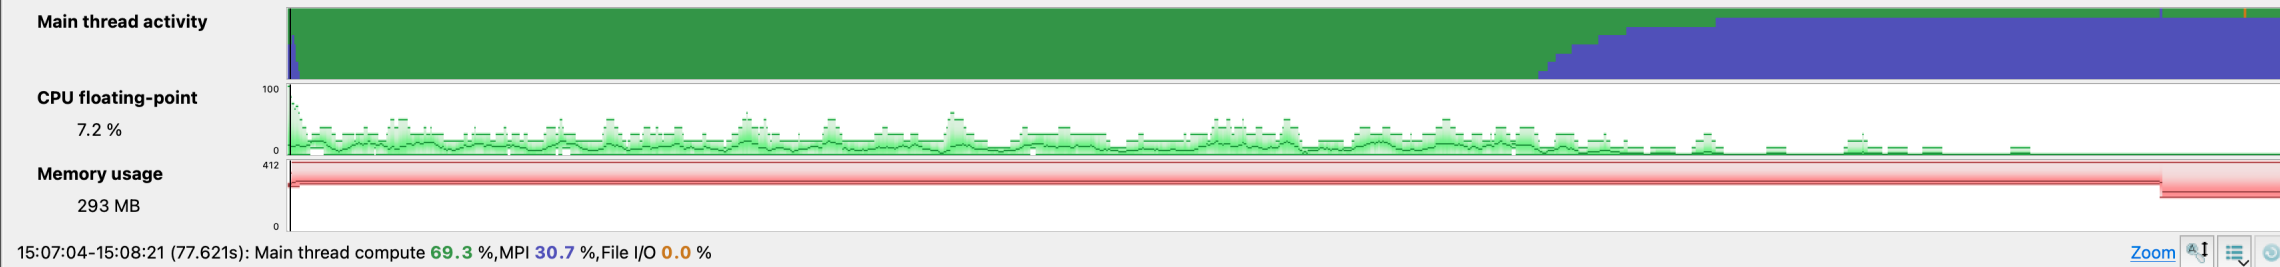 Main thread activity
CPU floating-point
7.2 %
100
0
Memory usage
293 MB
412
0
15:07:04-15:08:21 (77.621s): Main thread compute 69.3 %,MPI 30.7 %,File I/O 0.0 %
Zoom